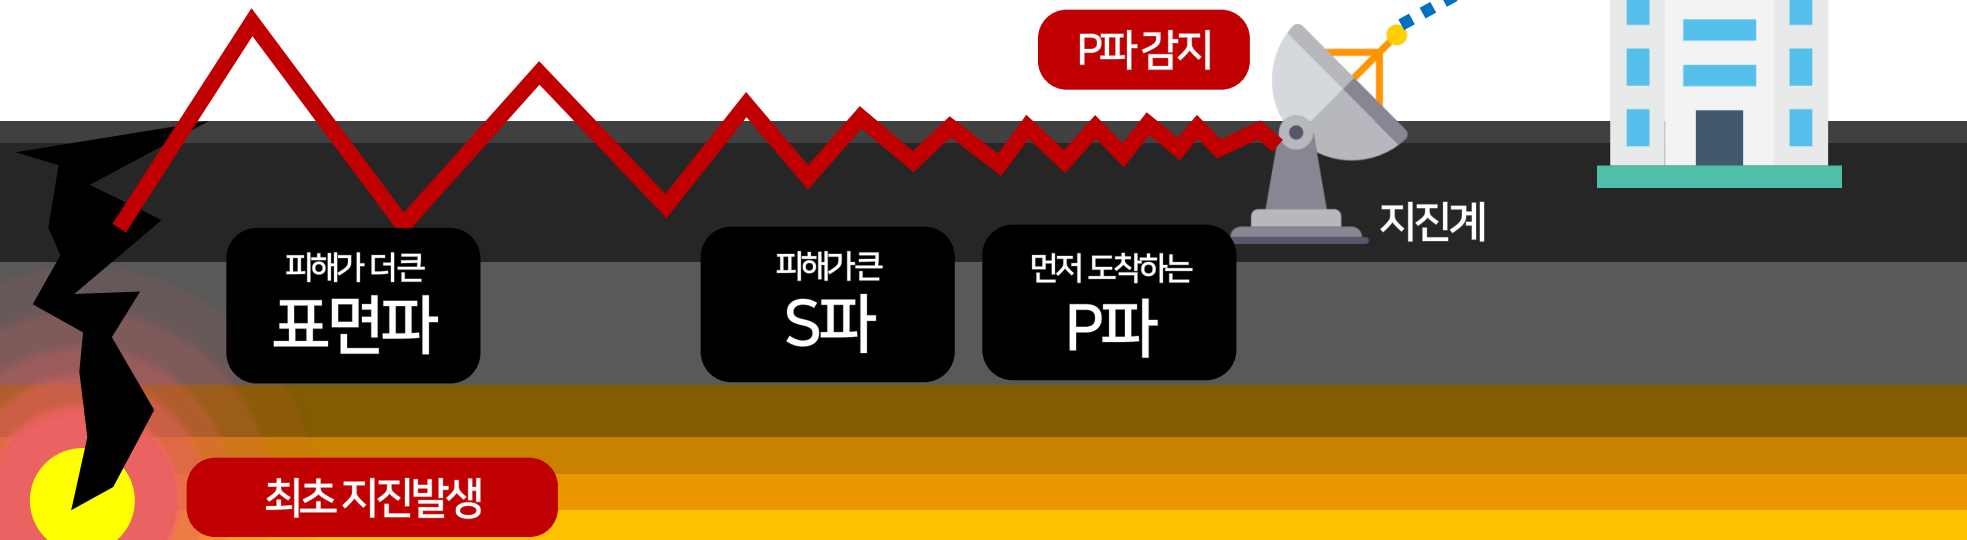 P파 감지
지진계
피해가 더 큰
표면파
피해가 큰
S파
먼저 도착하는
P파
최초 지진발생